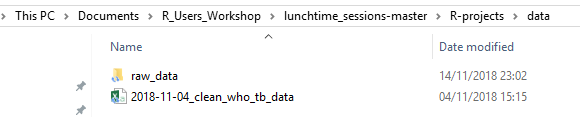 This PC > Documents > R_Users_Workshop > lunchtime_sessions-master > R-projects > data
Name Date modified
raw_data 14/11/2018 23:02
2018-11-04_clean_who_tb_data 04/11/2018 15:15